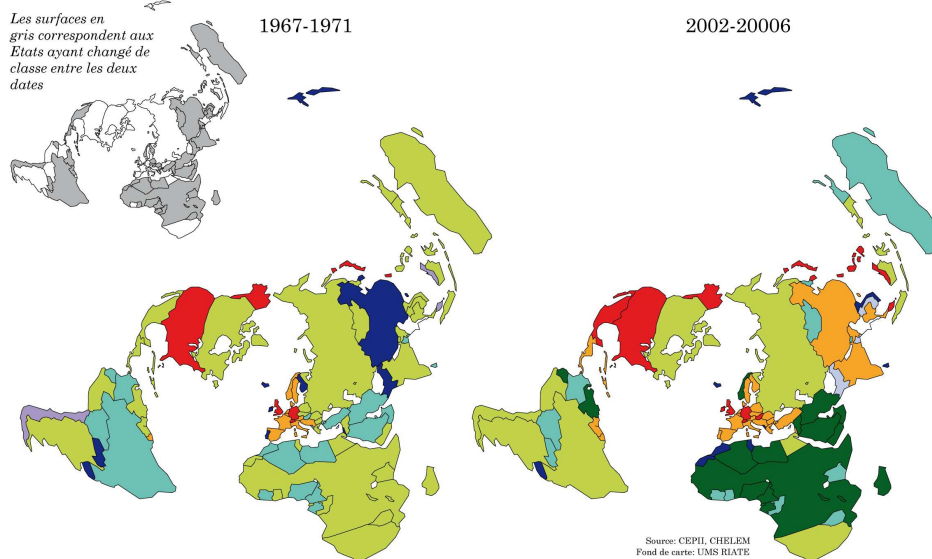 Les surfaces en
gris correspondent aux
Etats ayant changé de
classe entre les deux
dates
1967-1971
2002-20006
Source: CEPII, CHELEM
Fond de carte: UMS RIATE